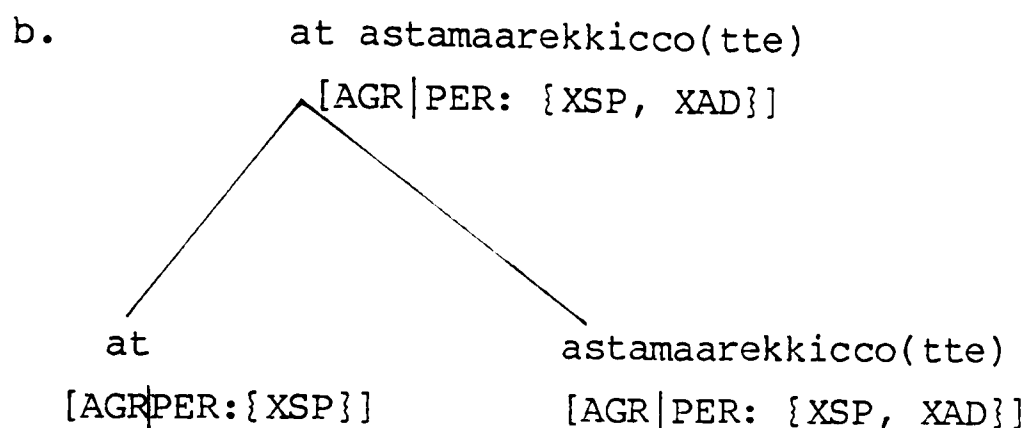 b. at astamaarekkicco(tte)
[AGR|PER: {XSP, XAD}]
at astamaarekkicco(tte)
[AGR|PER:{XSP}] [AGR|PER: {XSP, XAD}]